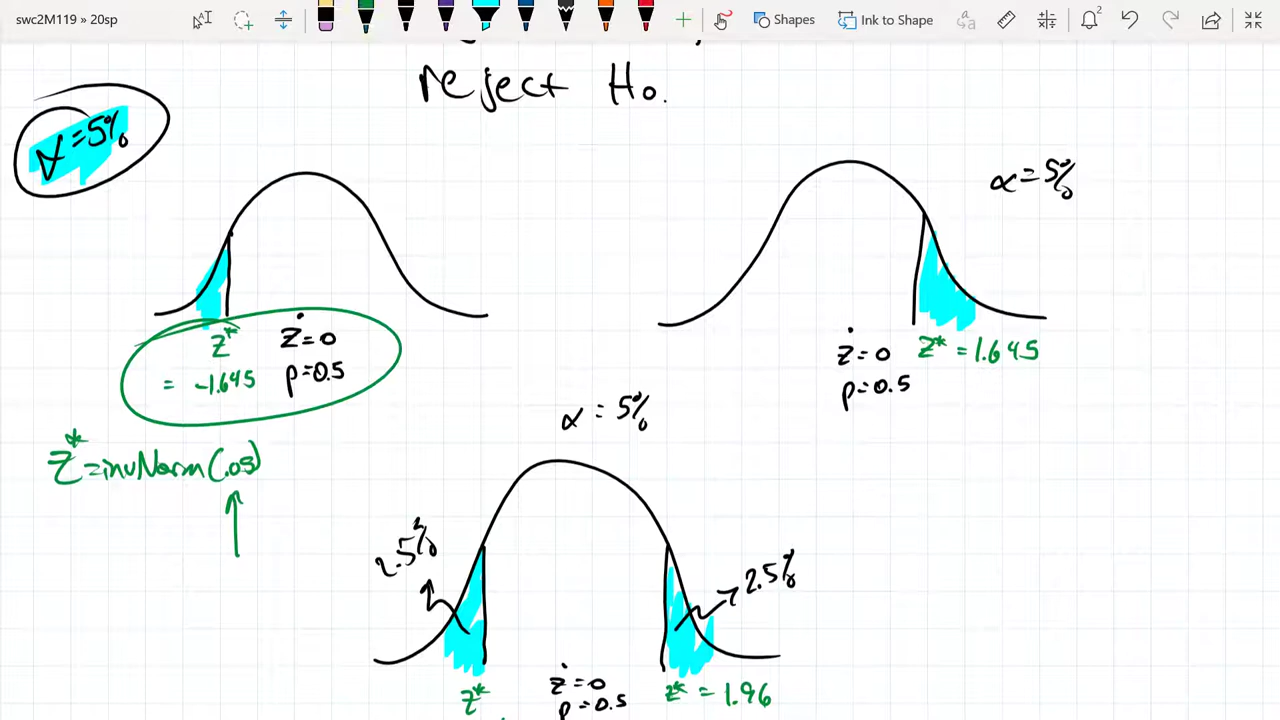 swc2M119 » 20sp
Shapes
Ink to Shape
2
reject Ho.
α=5%
α=5%
z*
= -1.645
z=0
p=0.5
z=0
p=0.5
z* = 1.645
α = 5%
z*=invNorm(.05)
2.5%
2.5%
z*
z=0
p=0.5
z* = 1.96